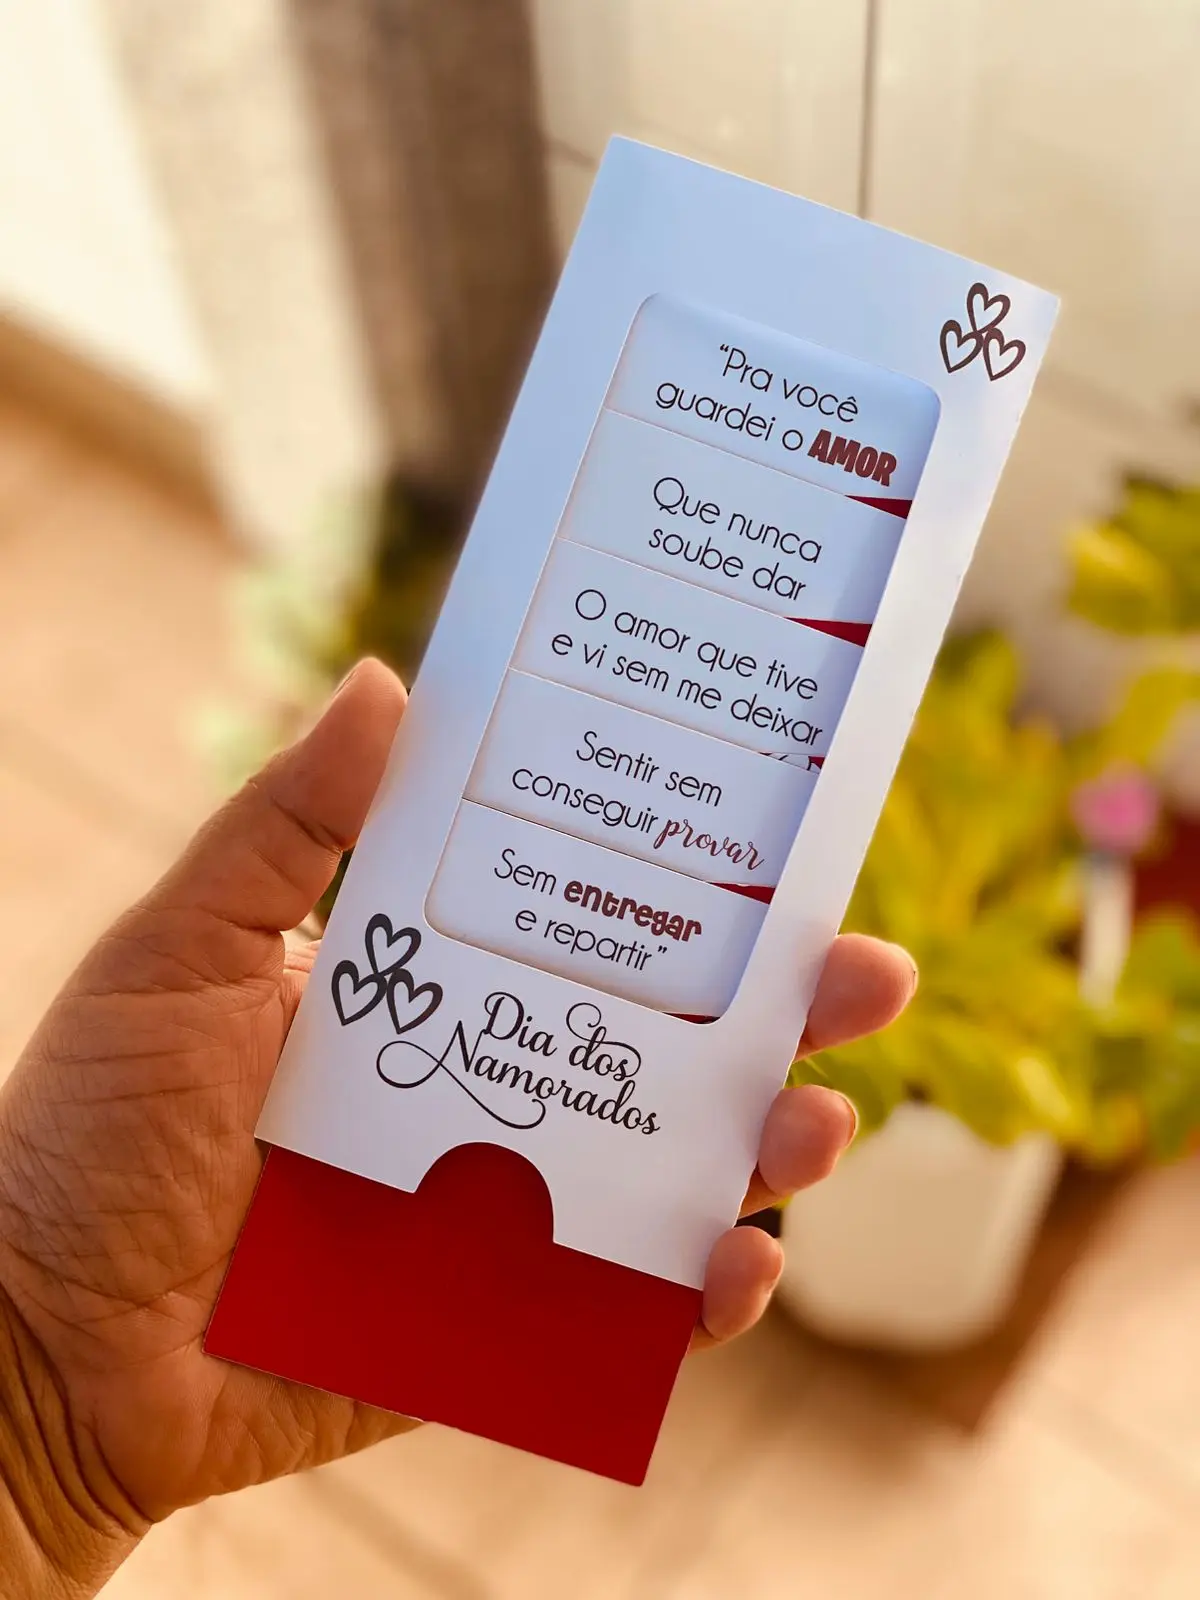 “Pra você
guardei o AMOR
Que nunca
soube dar
O amor que tive
e vi sem me deixar
Sentir sem
conseguir provar
Sem entregar
e repartir”
Dia dos
Namorados